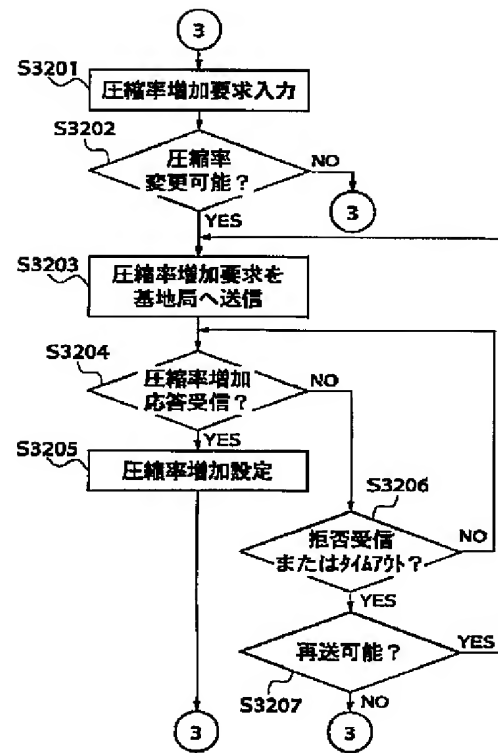 3
S3201
圧縮率増加要求入力
S3202
圧縮率
変更可能？
NO
3
YES
S3203
圧縮率増加要求を
基地局へ送信
S3204
圧縮率増加
応答受信？
NO
YES
S3205
圧縮率増加設定
S3206
拒否受信
またはﾀｲﾑｱｳﾄ？
NO
YES
再送可能？
YES
S3207
NO
3
3